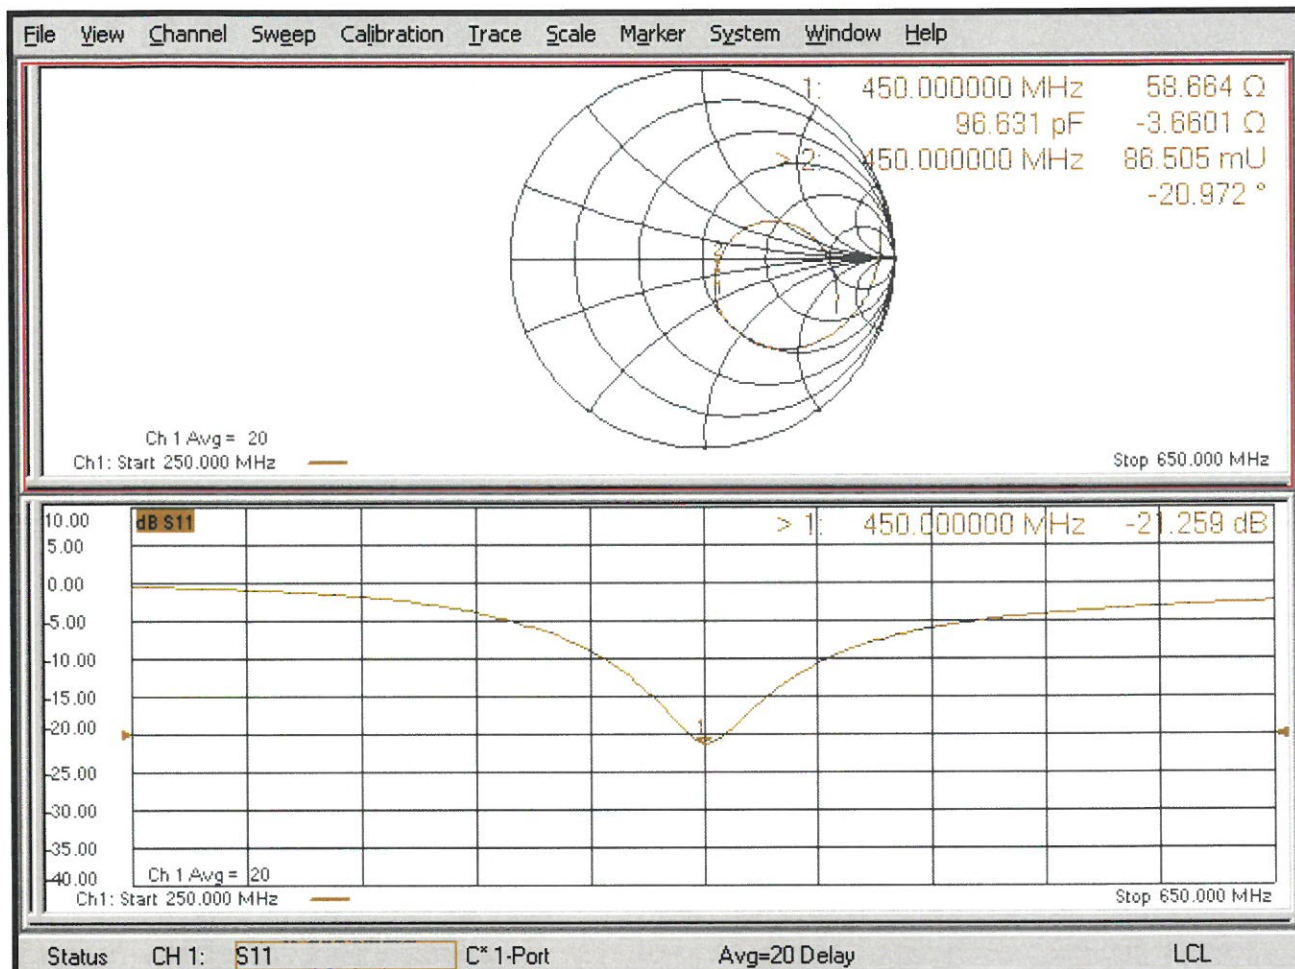 File View Channel Sweep Calibration Trace Scale Marker System Window Help
1: 450.000000 MHz 58.664 Ω
96.631 pF -3.6601 Ω
> 2: 450.000000 MHz 86.505 mU
-20.972 °
2
Ch 1 Avg = 20
Ch1: Start 250.000 MHz Stop 650.000 MHz
10.00 dB S11 > 1: 450.000000 MHz -21.259 dB
5.00
0.00
-5.00
-10.00
-15.00
-20.00
1
-25.00
-30.00
-35.00
-40.00 Ch 1 Avg = 20
Ch1: Start 250.000 MHz Stop 650.000 MHz
Status CH 1: S11 C* 1-Port Avg=20 Delay LCL